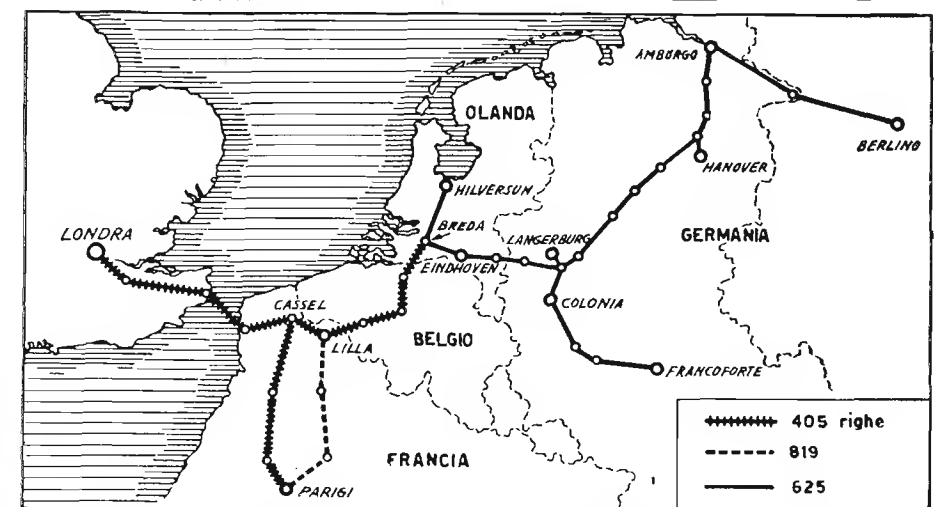 AMBURGO
OLANDA
BERLINO
HANOVER
HILVERSUM
LONDRA
BREDA
LANGERBURG
GERMANIA
EINDHOVEN
CASSEL
COLONIA
LILLA
BELGIO
FRANCOFORTE
405 righe
819
FRANCIA
625
PARIGI